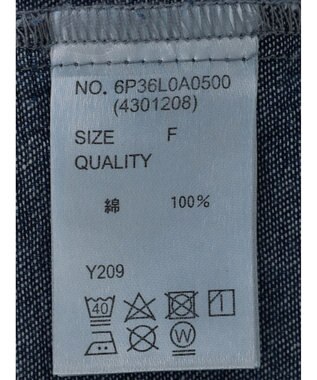 NO. 6P36L0A0500
(4301208)
SIZE F
QUALITY
綿 100%
Y209
40
W